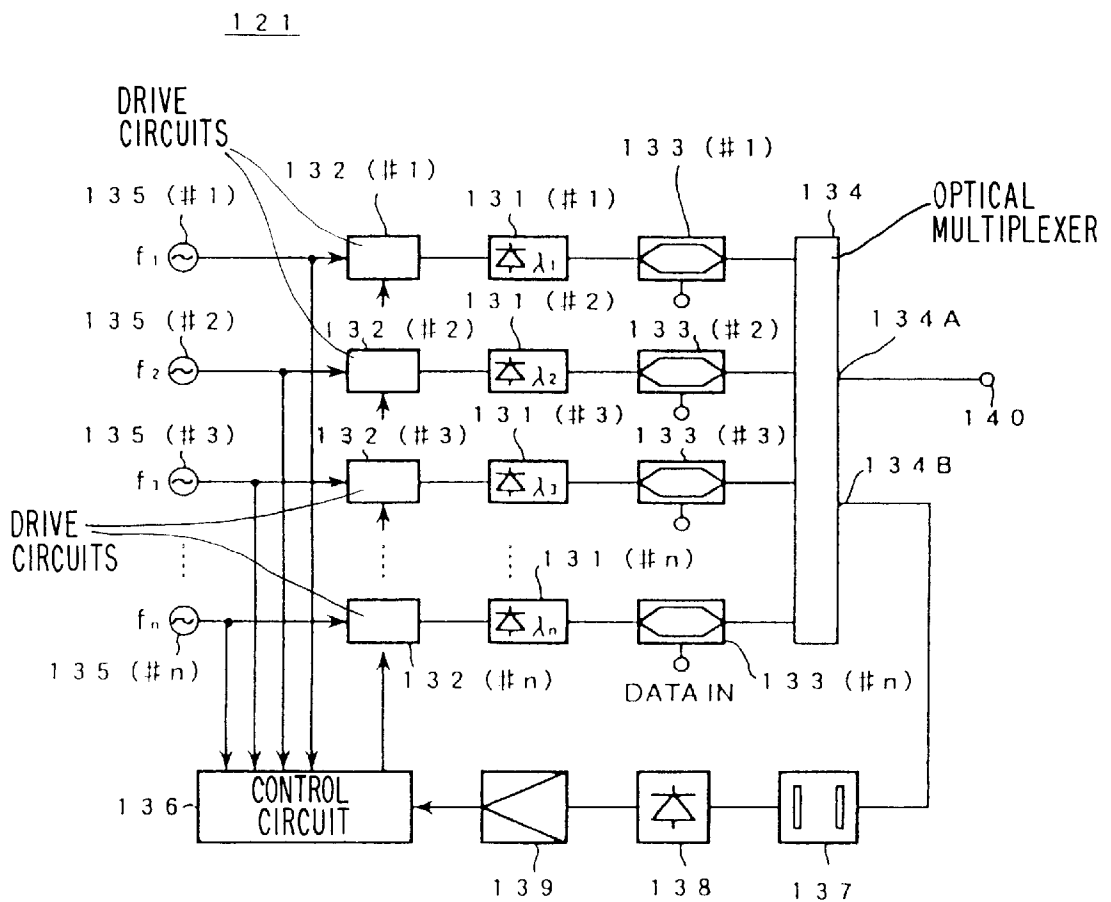 121
DRIVE
CIRCUITS
132 (#1)
133 (#1)
135 (#1)
131 (#1)
134
OPTICAL
MULTIPLEXER
f1
λ1
135 (#2)
131 (#2)
132 (#2)
133 (#2)
134A
f2
λ2
140
135 (#3)
131 (#3)
132 (#3)
133 (#3)
134B
f3
λ3
DRIVE
CIRCUITS
131 (#n)
fn
λn
135 (#n)
132 (#n)
133 (#n)
DATA IN
136
CONTROL
CIRCUIT
139
138
137